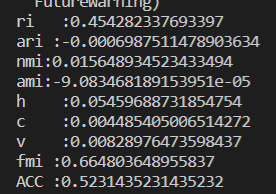 FutureWarning)
ri   :0.454282337693397
ari :-0.0006987511478903634
nmi:0.015648934523433494
ami:-9.083468189153951e-05
h    :0.05459688731854754
c    :0.004485405006514272
v    :0.00828976473598437
fmi :0.664803648955837
ACC :0.5231435231435232